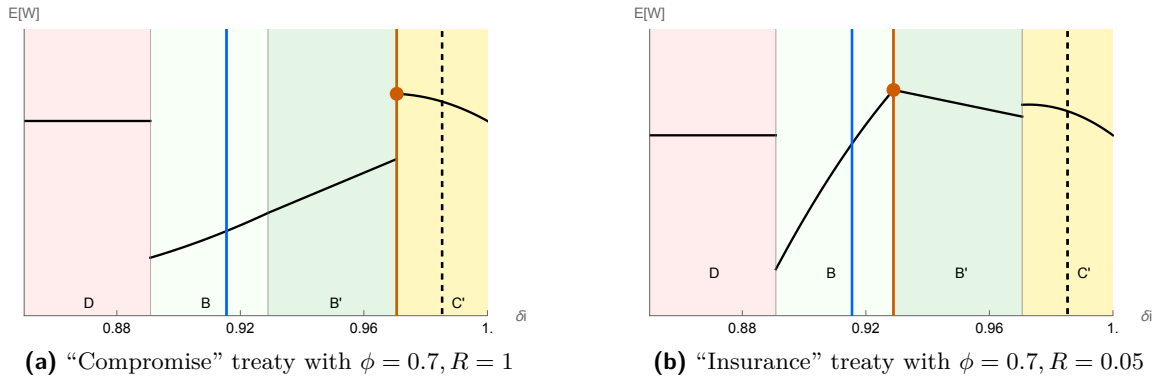 E[W]
D
B
B'
C'
0.88
0.92
0.96
1.
δi
(a) “Compromise” treaty with ϕ = 0.7, R = 1
E[W]
D
B
B'
C'
0.88
0.92
0.96
1.
δi
(b) “Insurance” treaty with ϕ = 0.7, R = 0.05